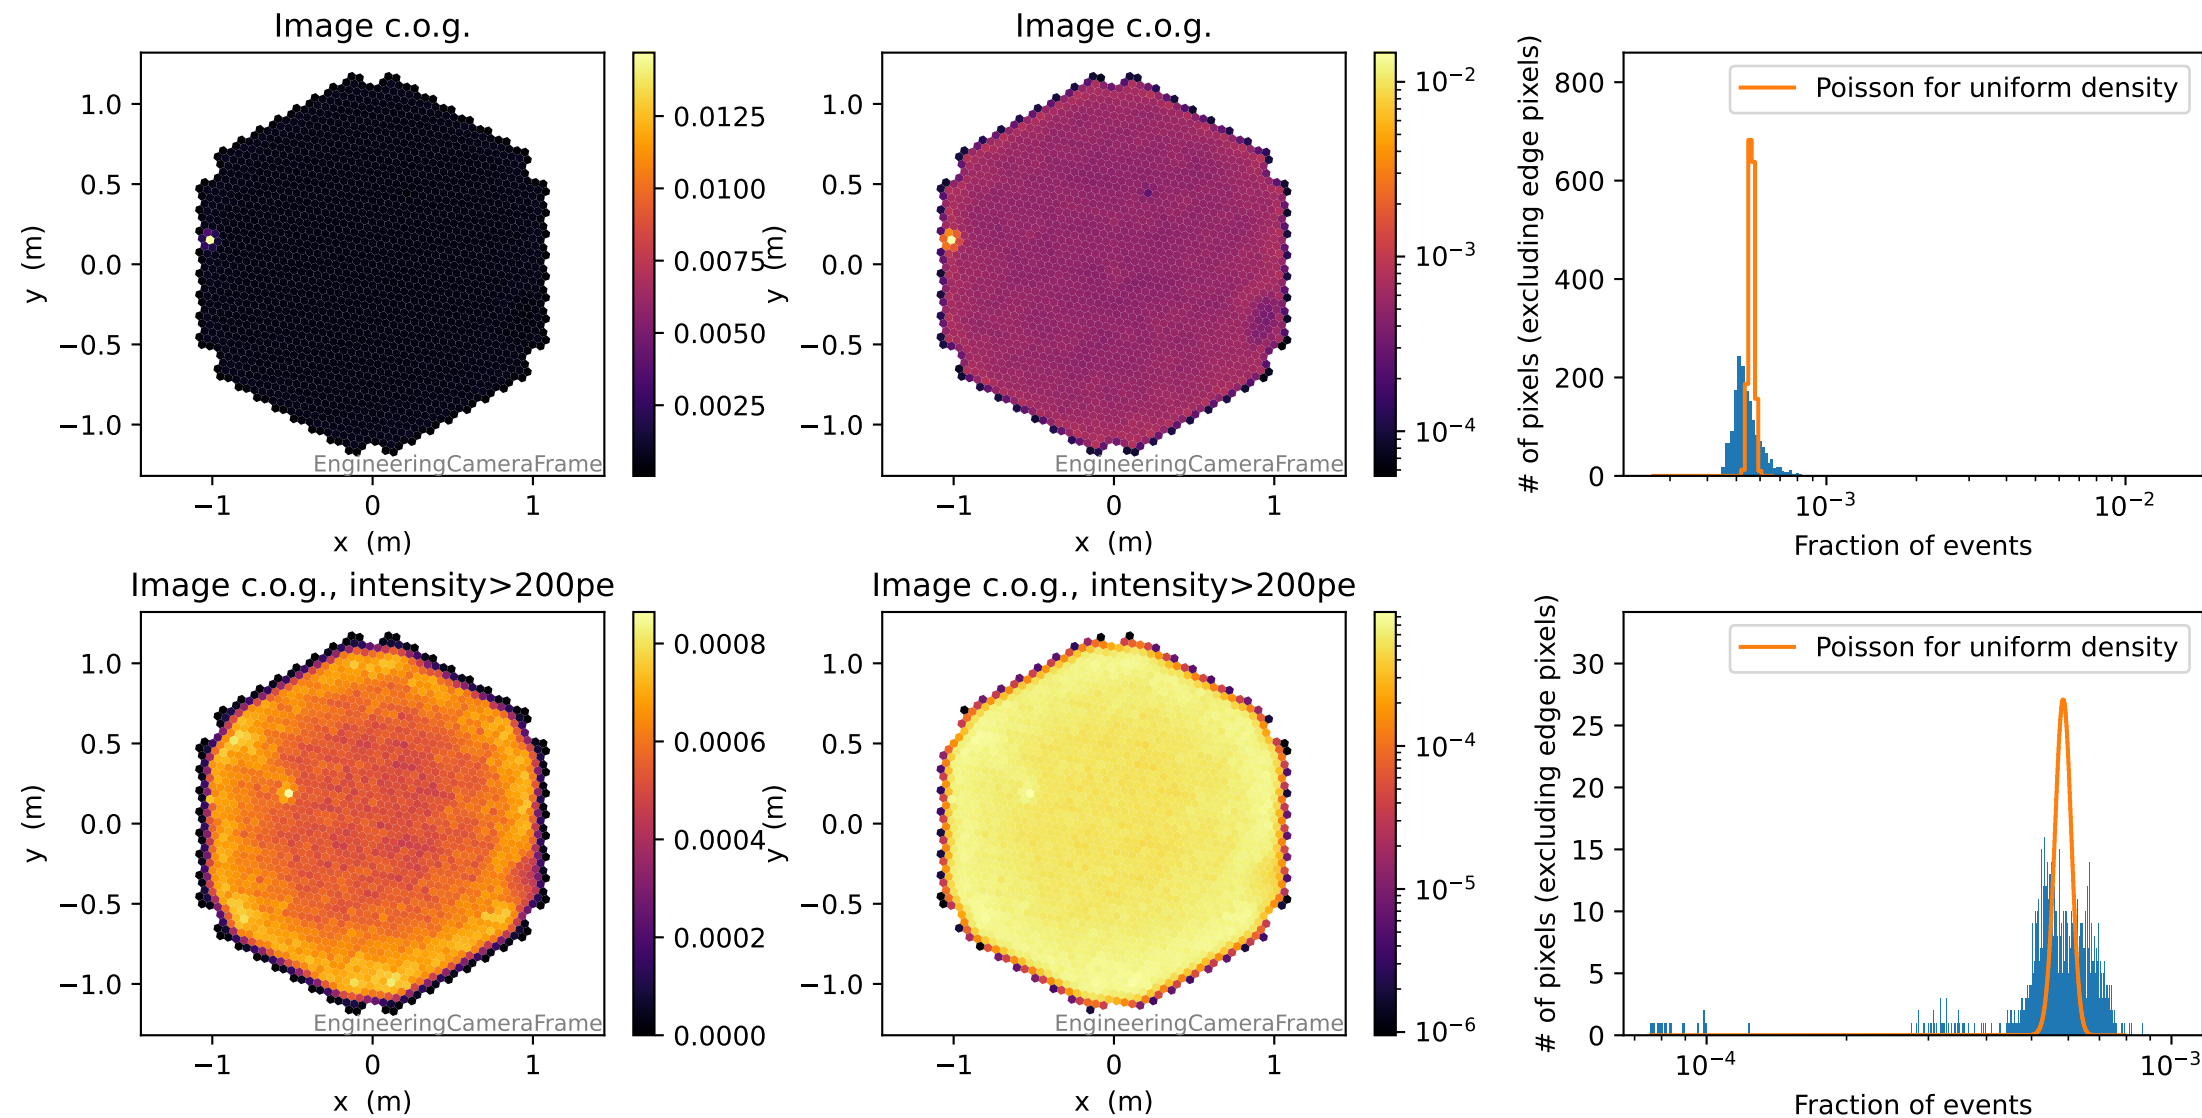 Image c.o.g.
1.0
0.5
0.0
−0.5
−1.0
y (m)
−1
0
1
x (m)
EngineeringCameraFrame
0.0125
0.0100
0.0075
0.0050
0.0025
Image c.o.g.
1.0
0.5
0.0
−0.5
−1.0
y (m)
−1
0
1
x (m)
EngineeringCameraFrame
10⁻²
10⁻³
10⁻⁴
# of pixels (excluding edge pixels)
800
600
400
200
0
Poisson for uniform density
10⁻³
10⁻²
Fraction of events
Image c.o.g., intensity>200pe
1.0
0.5
0.0
−0.5
−1.0
y (m)
−1
0
1
x (m)
EngineeringCameraFrame
0.0008
0.0006
0.0004
0.0002
0.0000
Image c.o.g., intensity>200pe
1.0
0.5
0.0
−0.5
−1.0
y (m)
−1
0
1
x (m)
EngineeringCameraFrame
10⁻⁴
10⁻⁵
10⁻⁶
# of pixels (excluding edge pixels)
30
25
20
15
10
5
0
Poisson for uniform density
10⁻⁴
10⁻³
Fraction of events